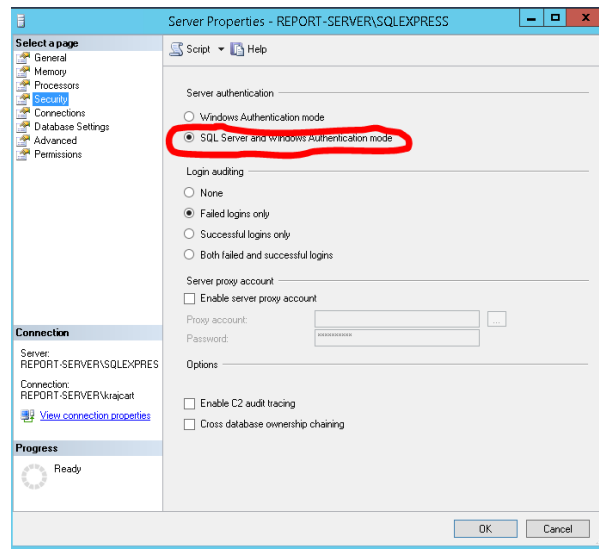 Server Properties - REPORT-SERVER\SQLEXPRESS
Select a page
General
Memory
Processors
Security
Connections
Database Settings
Advanced
Permissions
Script Help
Server authentication
Windows Authentication mode
SQL Server and Windows Authentication mode
Login auditing
None
Failed logins only
Successful logins only
Both failed and successful logins
Server proxy account
Enable server proxy account
Proxy account:
...
Password:
Options
Enable C2 audit tracing
Cross database ownership chaining
Connection
Server:
REPORT-SERVER\SQLEXPRES
Connection:
REPORT-SERVER\krajcart
View connection properties
Progress
Ready
OK Cancel